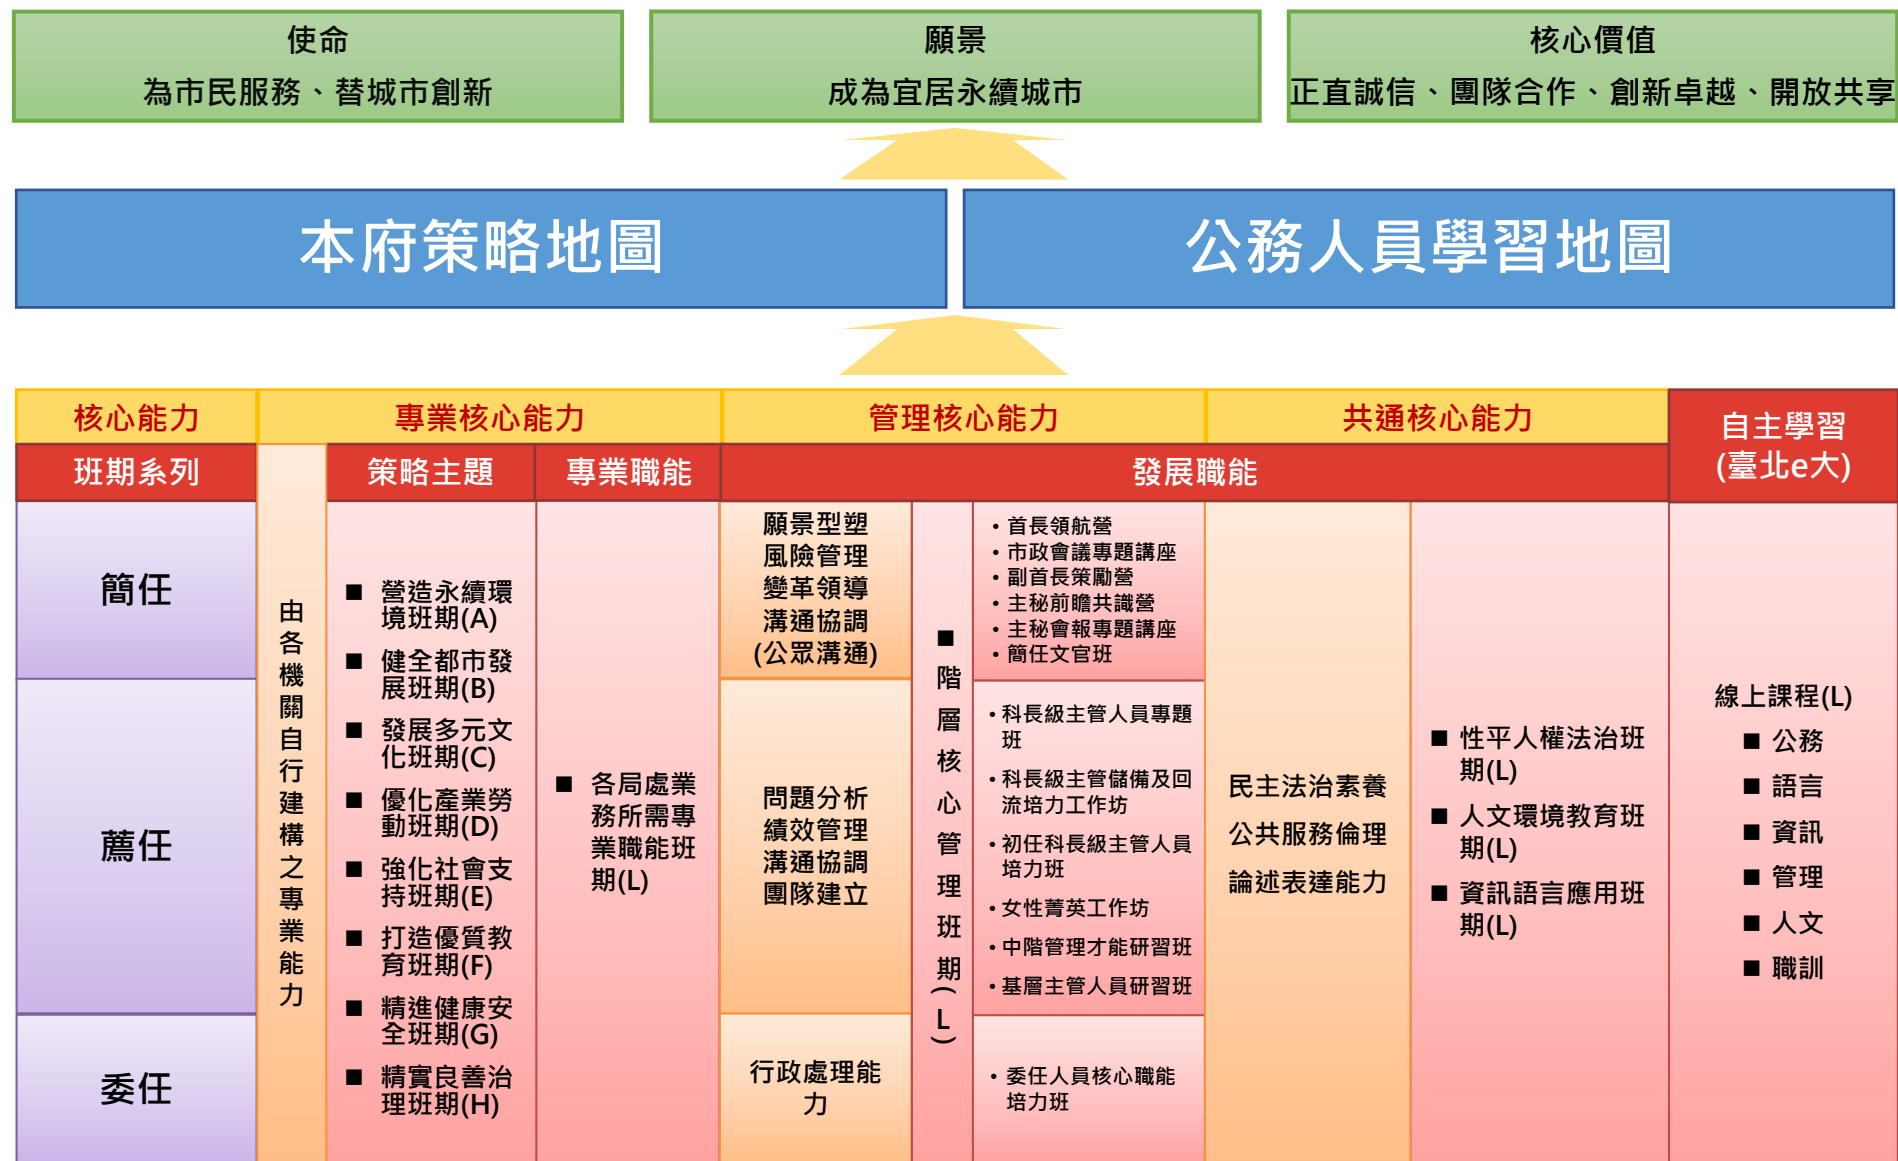 使命
為市民服務、替城市創新
願景
成為宜居永續城市
核心價值
正直誠信、團隊合作、創新卓越、開放共享
本府策略地圖
公務人員學習地圖
核心能力
專業核心能力
管理核心能力
共通核心能力
自主學習
(臺北e大)
班期系列
策略主題
專業職能
發展職能
簡任
薦任
委任
由各機關自行建構之專業能力
■ 營造永續環
境班期(A)
■ 健全都市發
展班期(B)
■ 發展多元文
化班期(C)
■ 優化產業勞
動班期(D)
■ 強化社會支
持班期(E)
■ 打造優質教
育班期(F)
■ 精進健康安
全班期(G)
■ 精實良善治
理班期(H)
■ 各局處業
務所需專
業職能班
期(L)
願景型塑
風險管理
變革領導
溝通協調
(公眾溝通)
問題分析
績效管理
溝通協調
團隊建立
行政處理能
力
■階層核心管理班期(L)
•首長領航營
•市政會議專題講座
•副首長策勵營
•主秘前瞻共識營
•主秘會報專題講座
•簡任文官班
•科長級主管人員專題
班
•科長級主管儲備及回
流培力工作坊
•初任科長級主管人員
培力班
•女性菁英工作坊
•中階管理才能研習班
•基層主管人員研習班
•委任人員核心職能
培力班
民主法治素養
公共服務倫理
論述表達能力
■ 性平人權法治班
期(L)
■ 人文環境教育班
期(L)
■ 資訊語言應用班
期(L)
線上課程(L)
■ 公務
■ 語言
■ 資訊
■ 管理
■ 人文
■ 職訓